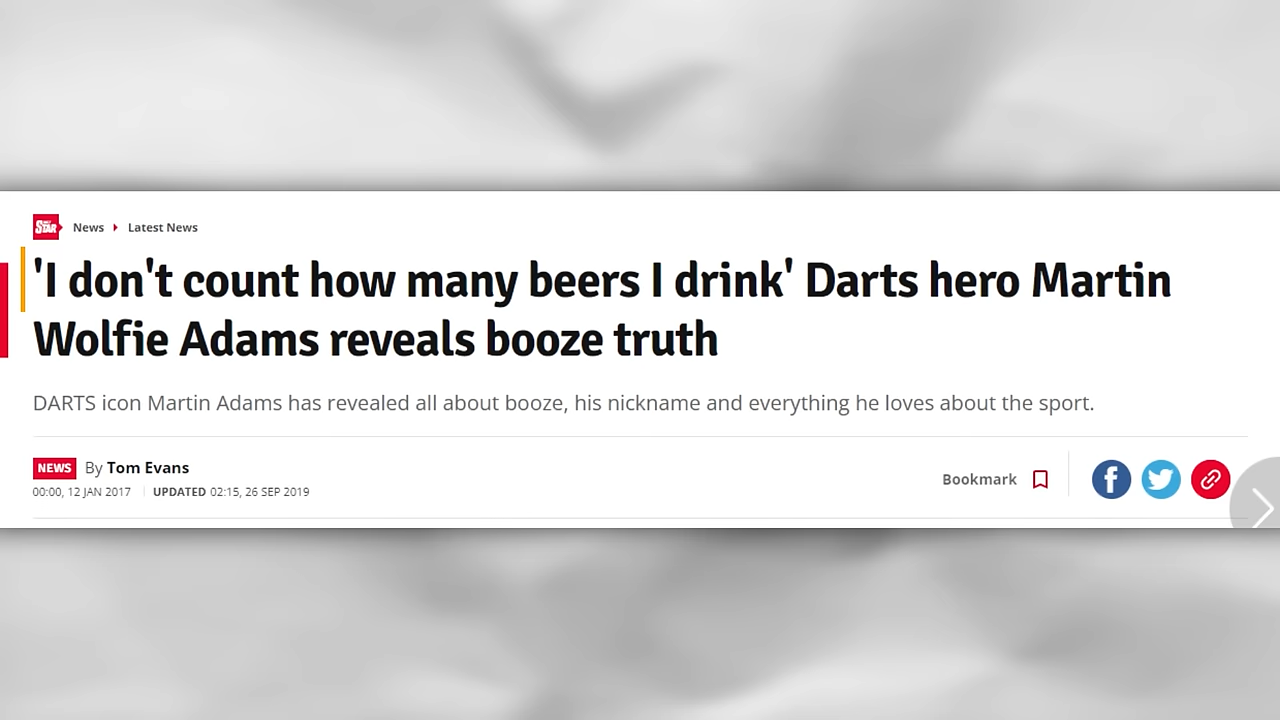 STAR News Latest News
'I don't count how many beers I drink' Darts hero Martin
Wolfie Adams reveals booze truth
DARTS icon Martin Adams has revealed all about booze, his nickname and everything he loves about the sport.
NEWS By Tom Evans
00:00, 12 JAN 2017 UPDATED 02:15, 26 SEP 2019
Bookmark